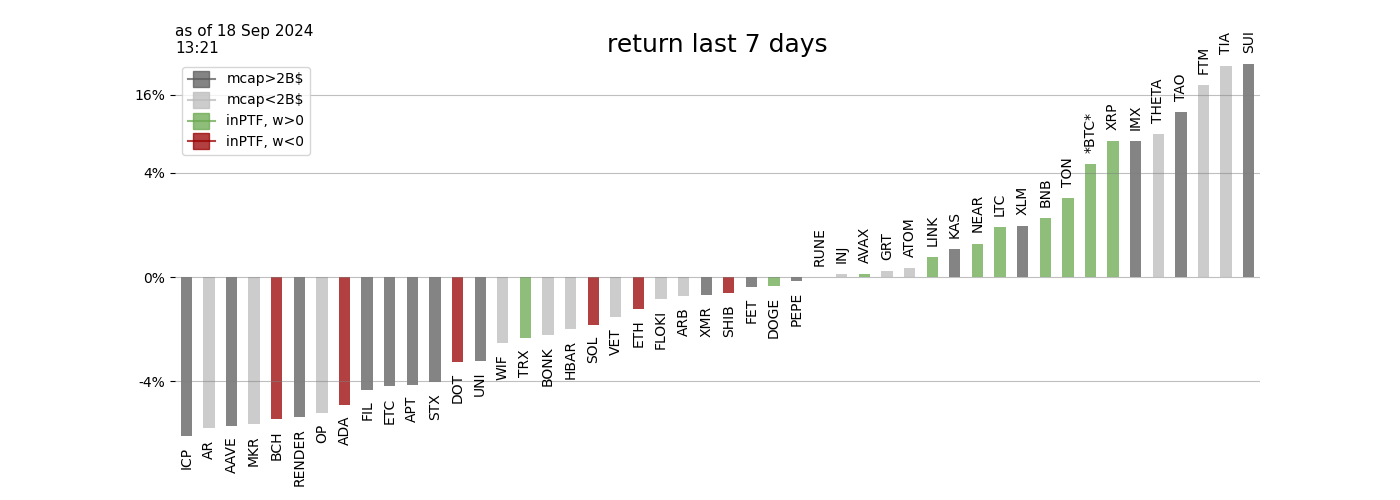 as of 18 Sep 2024
13:21
return last 7 days
mcap>2B$
mcap<2B$
inPTF, w>0
inPTF, w<0
16%
4%
0%
-4%
ICP
AR
AAVE
MKR
BCH
RENDER
OP
ADA
FIL
ETC
APT
STX
DOT
UNI
WIF
TRX
BONK
HBAR
SOL
VET
ETH
FLOKI
ARB
XMR
SHIB
FET
DOGE
PEPE
RUNE
INJ
AVAX
GRT
ATOM
LINK
KAS
NEAR
LTC
XLM
BNB
TON
*BTC*
XRP
IMX
THETA
TAO
FTM
TIA
SUI